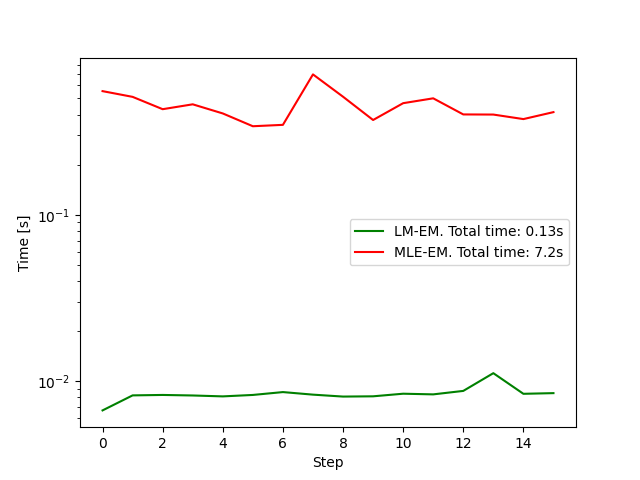 Time [s]
10⁻¹
10⁻²
LM-EM. Total time: 0.13s
MLE-EM. Total time: 7.2s
0 2 4 6 8 10 12 14
Step